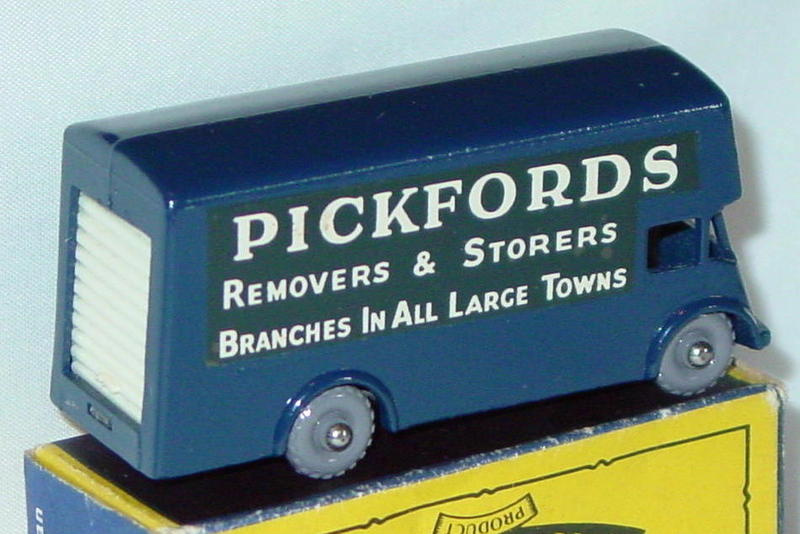 PICKFORDS
REMOVERS & STORERS
BRANCHES IN ALL LARGE TOWNS
PRODUCT